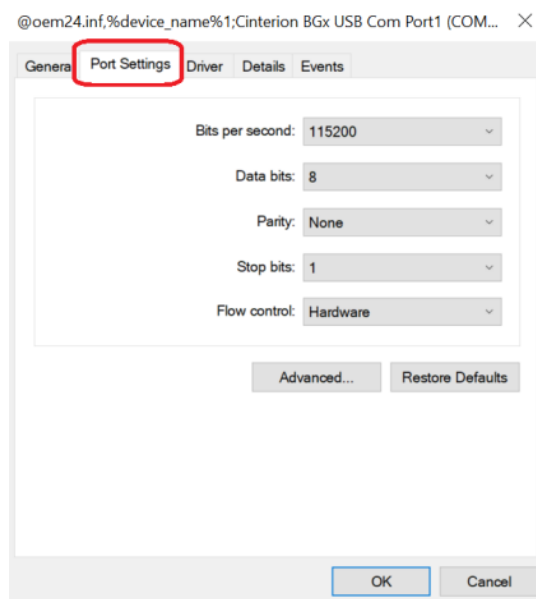 @oem24.inf,%device_name%1;Cinterion BGx USB Com Port1 (COM...
General Port Settings Driver Details Events
Bits per second: 115200
Data bits: 8
Parity: None
Stop bits: 1
Flow control: Hardware
Advanced... Restore Defaults
OK Cancel